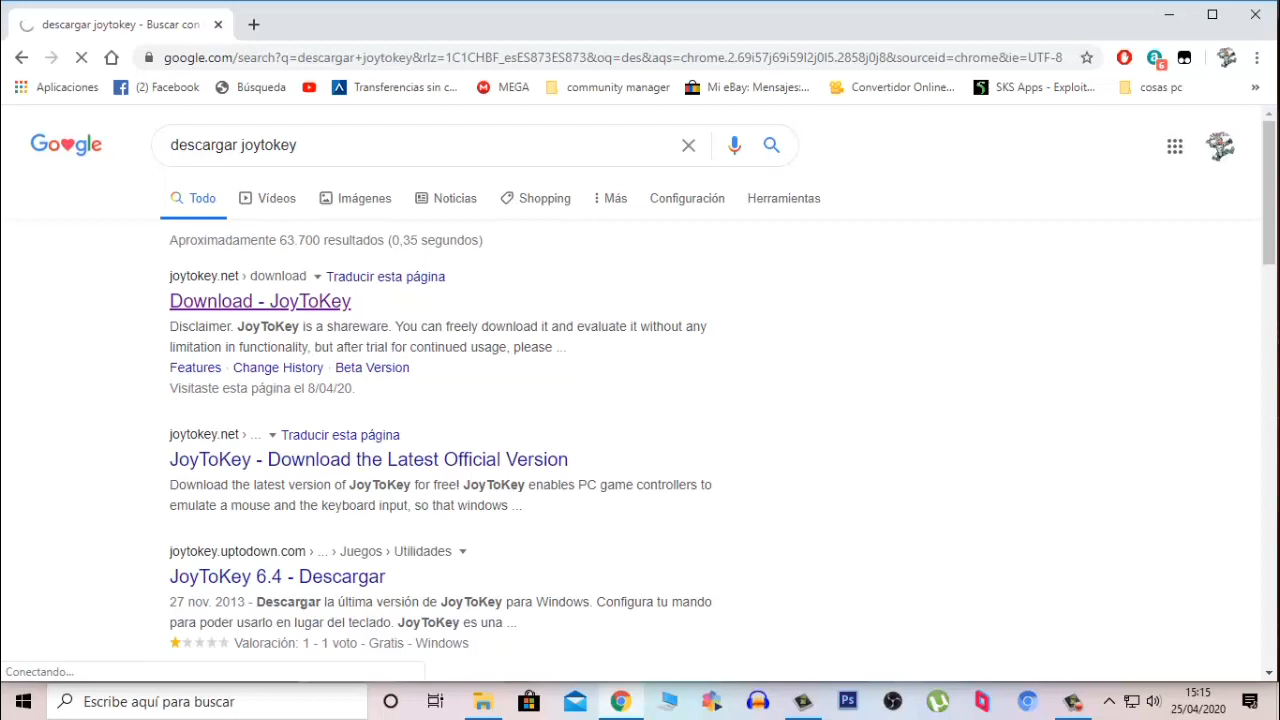 descargar joytokey - Buscar con
google.com/search?q=descargar+joytokey&rlz=1C1CHBF_esES873ES873&oq=des&aqs=chrome.2.69i57j69i59l2j0l5.2858j0j8&sourceid=chrome&ie=UTF-8
6
Aplicaciones
(2) Facebook
BúsquedaS
Transferencias sin c...
MEGA
community manager
Mi eBay: Mensajes:...
Convertidor Online...
SKS Apps - Exploit...
cosas pc
»
descargar joytokey
Todo
Vídeos
Imágenes
Noticias
Shopping
Más
Configuración
Herramientas
Aproximadamente 63.700 resultados (0,35 segundos)
joytokey.net › download Traducir esta página
Download - JoyToKey
Disclaimer. JoyToKey is a shareware. You can freely download it and evaluate it without any
limitation in functionality, but after trial for continued usage, please ...
Features · Change History · Beta Version
Visitaste esta página el 8/04/20.
joytokey.net › ... Traducir esta página
JoyToKey - Download the Latest Official Version
Download the latest version of JoyToKey for free! JoyToKey enables PC game controllers to
emulate a mouse and the keyboard input, so that windows ...
joytokey.uptodown.com › ... › Juegos › Utilidades
JoyToKey 6.4 - Descargar
27 nov. 2013 - Descargar la última versión de JoyToKey para Windows. Configura tu mando
para poder usarlo en lugar del teclado. JoyToKey es una ...
Valoración: 1 - 1 voto - Gratis - Windows
Conectando...
Escribe aquí para buscar
Ps
15:15
25/04/2020